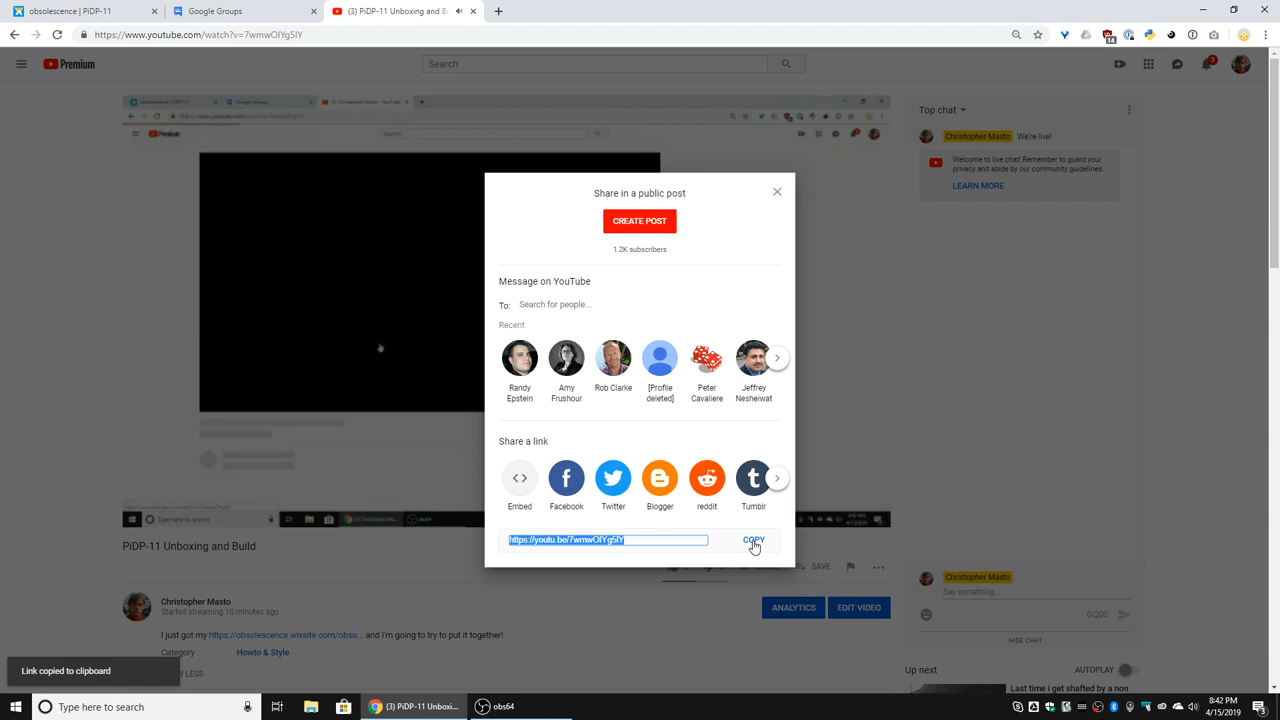 obsolescence | PiDP-11
Google Groups
(3) PiDP-11 Unboxing and B
https://www.youtube.com/watch?v=7wmwOIYg5IY
14
Premium
Search
3
Top chat
Christopher Masto We're live!
Welcome to live chat! Remember to guard your
privacy and abide by our community guidelines.
LEARN MORE
Share in a public post
CREATE POST
1.2K subscribers
Message on YouTube
To: Search for people...
Recent
Randy Epstein
Amy Frushour
Rob Clarke
[Profile deleted]
Peter Cavaliere
Jeffrey Nesheiwat
Share a link
Embed
Facebook
Twitter
Blogger
reddit
Tumblr
https://youtu.be/7wmwOIYg5IY
COPY
PiDP-11 Unboxing and Build
SAVE
Christopher Masto
Started streaming 10 minutes ago
ANALYTICS
EDIT VIDEO
I just got my https://obsolescence.wixsite.com/obso... and I'm going to try to put it together!
Category Howto & Style
W LESS
Christopher Masto
Say something...
0/200
HIDE CHAT
Up next
AUTOPLAY
Last time i get shafted by a non
Link copied to clipboard
Type here to search
(3) PiDP-11 Unboxi...
obs64
8:42 PM
4/15/2019